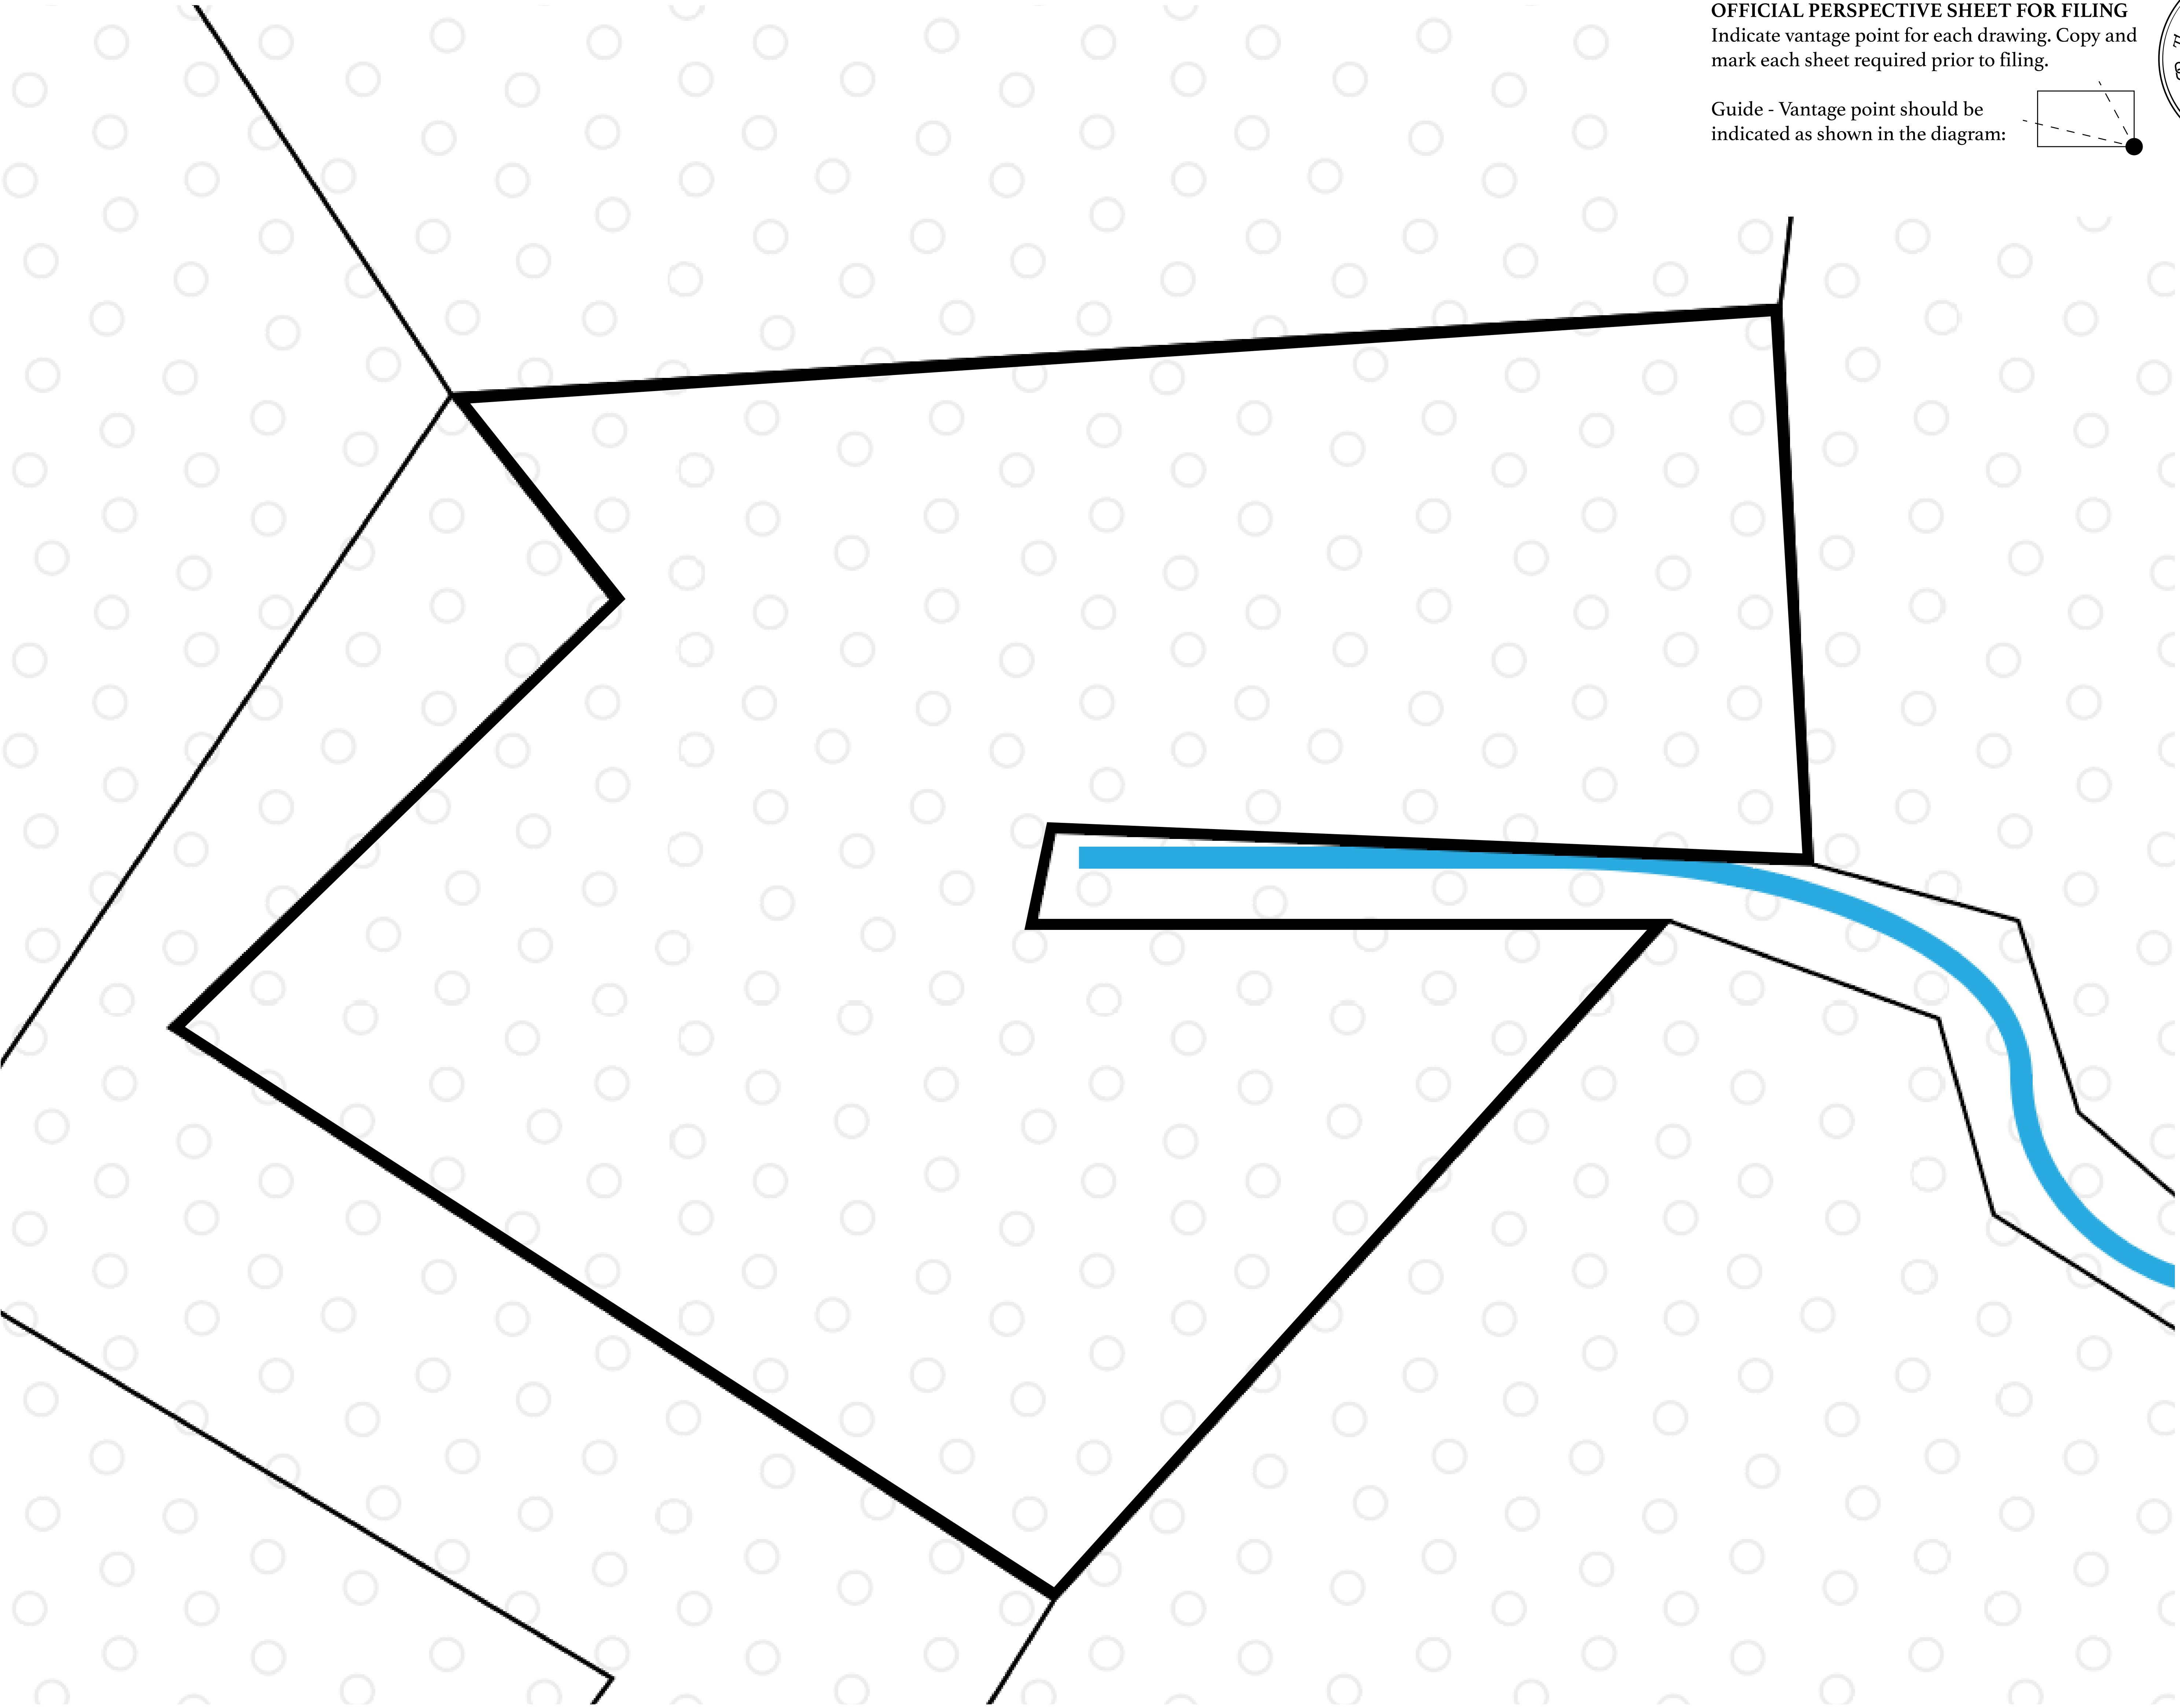 OFFICIAL PERSPECTIVE SHEET FOR FILING
Indicate vantage point for each drawing. Copy and
mark each sheet required prior to filing.
Guide - Vantage point should be
indicated as shown in the diagram: